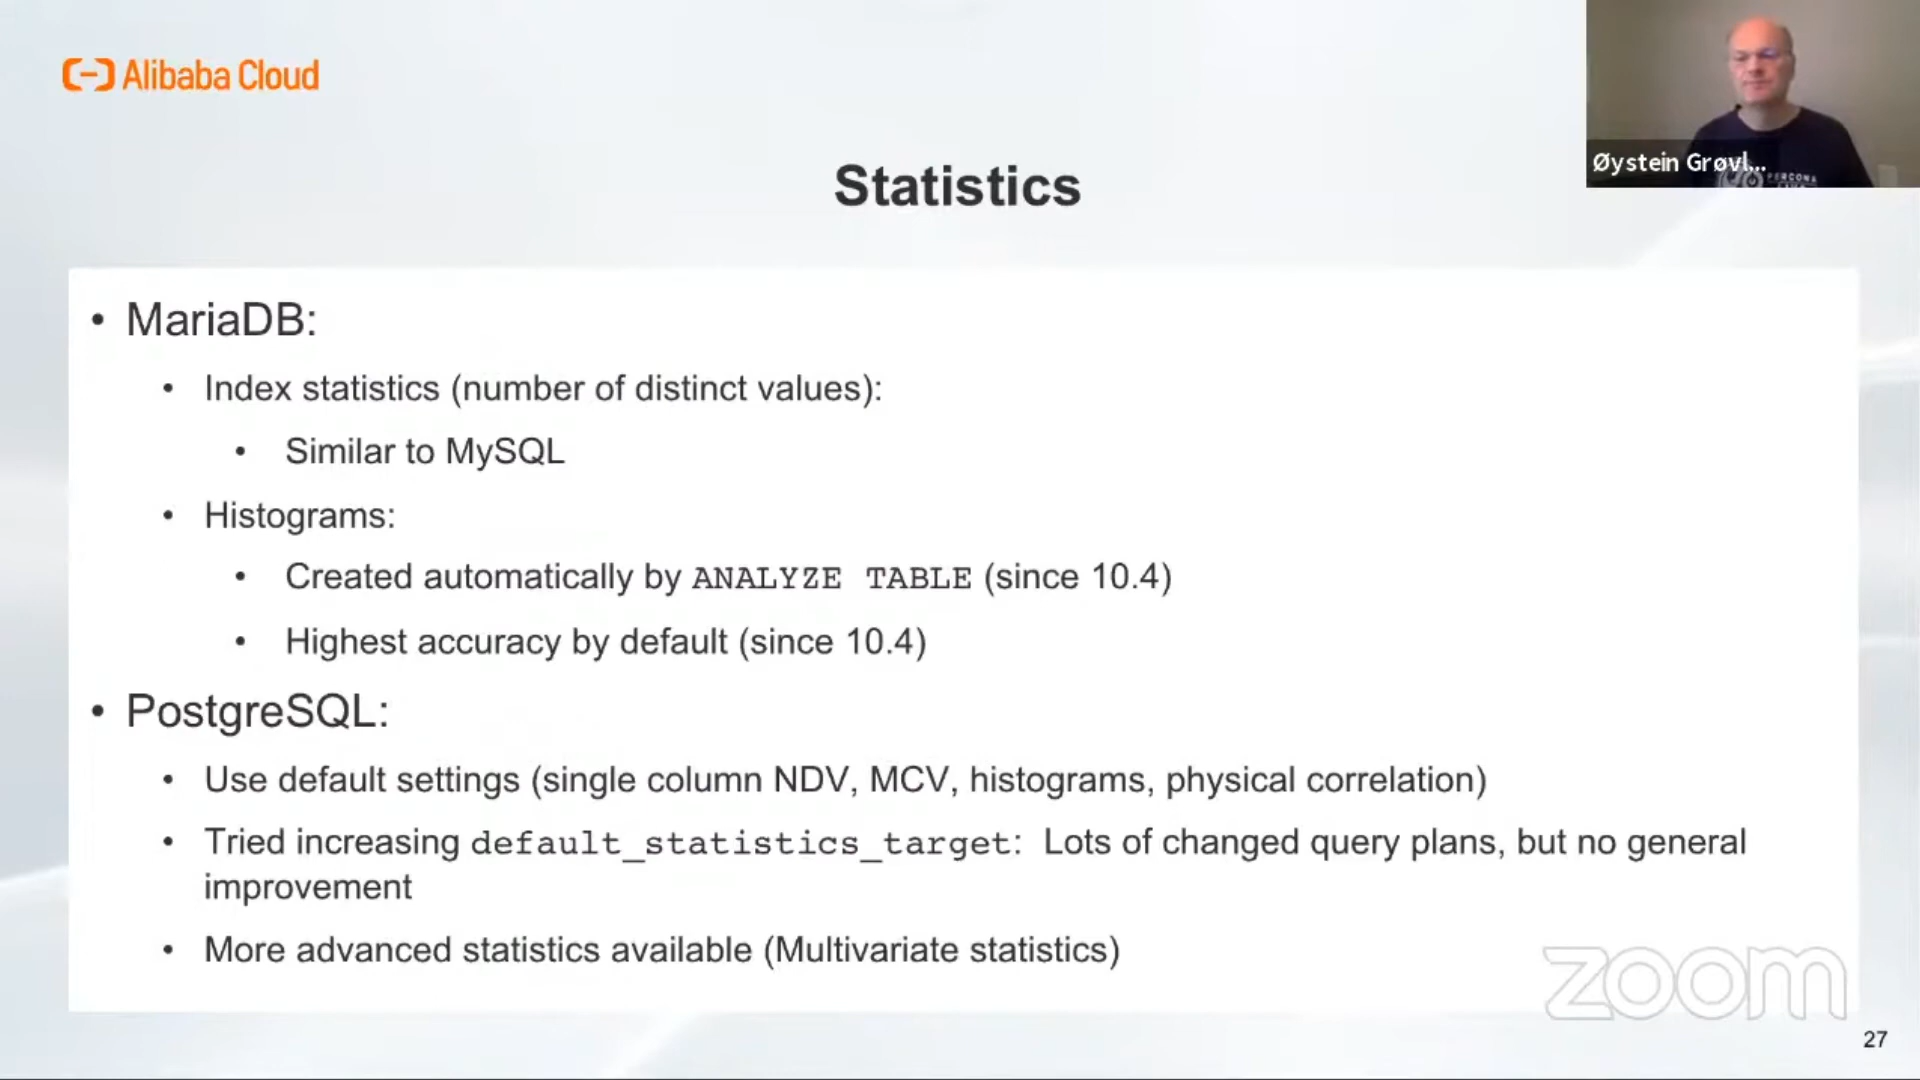 Alibaba Cloud
Øystein Grøvl...
PERCONA
Statistics
• MariaDB:
• Index statistics (number of distinct values):
• Similar to MySQL
• Histograms:
• Created automatically by ANALYZE TABLE (since 10.4)
• Highest accuracy by default (since 10.4)
• PostgreSQL:
• Use default settings (single column NDV, MCV, histograms, physical correlation)
• Tried increasing default_statistics_target: Lots of changed query plans, but no general
improvement
• More advanced statistics available (Multivariate statistics)
zoom
27